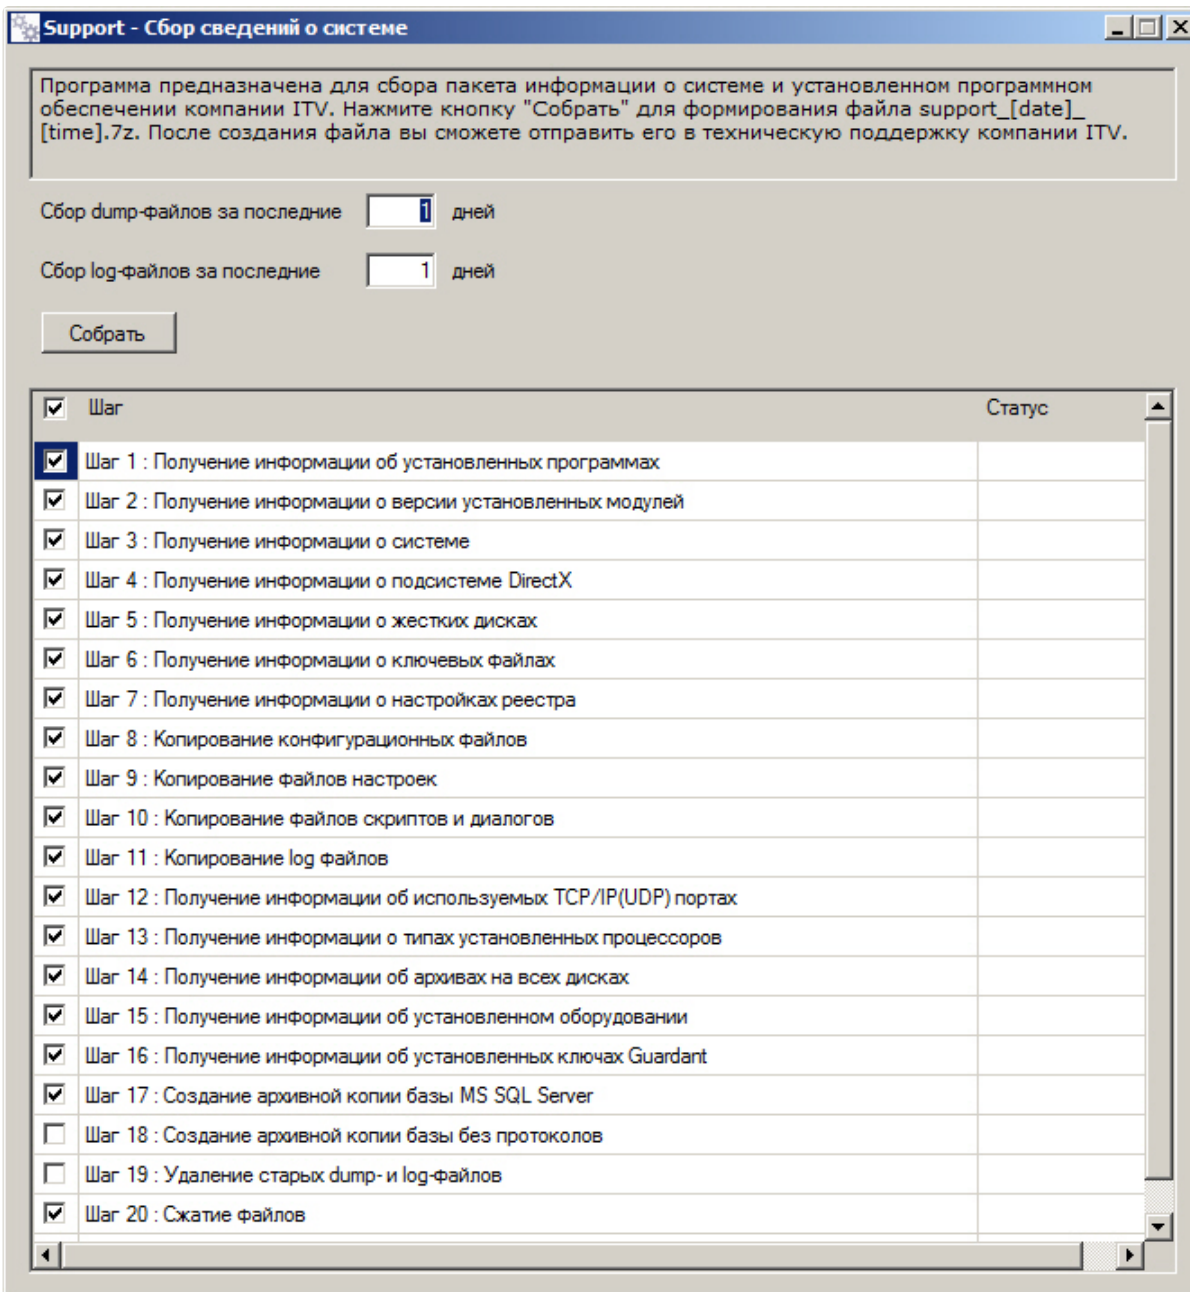 Support - Сбор сведений о системе
Программа предназначена для сбора пакета информации о системе и установленном программном
обеспечении компании ITV. Нажмите кнопку "Собрать" для формирования файла support_[date]_
[time].7z. После создания файла вы сможете отправить его в техническую поддержку компании ITV.
Сбор dump-файлов за последние 1 дней
Сбор log-файлов за последние 1 дней
Собрать
Шаг Статус
Шаг 1 : Получение информации об установленных программах
Шаг 2 : Получение информации о версии установленных модулей
Шаг 3 : Получение информации о системе
Шаг 4 : Получение информации о подсистеме DirectX
Шаг 5 : Получение информации о жестких дисках
Шаг 6 : Получение информации о ключевых файлах
Шаг 7 : Получение информации о настройках реестра
Шаг 8 : Копирование конфигурационных файлов
Шаг 9 : Копирование файлов настроек
Шаг 10 : Копирование файлов скриптов и диалогов
Шаг 11 : Копирование log файлов
Шаг 12 : Получение информации об используемых TCP/IP(UDP) портах
Шаг 13 : Получение информации о типах установленных процессоров
Шаг 14 : Получение информации об архивах на всех дисках
Шаг 15 : Получение информации об установленном оборудовании
Шаг 16 : Получение информации об установленных ключах Guardant
Шаг 17 : Создание архивной копии базы MS SQL Server
Шаг 18 : Создание архивной копии базы без протоколов
Шаг 19 : Удаление старых dump- и log-файлов
Шаг 20 : Сжатие файлов